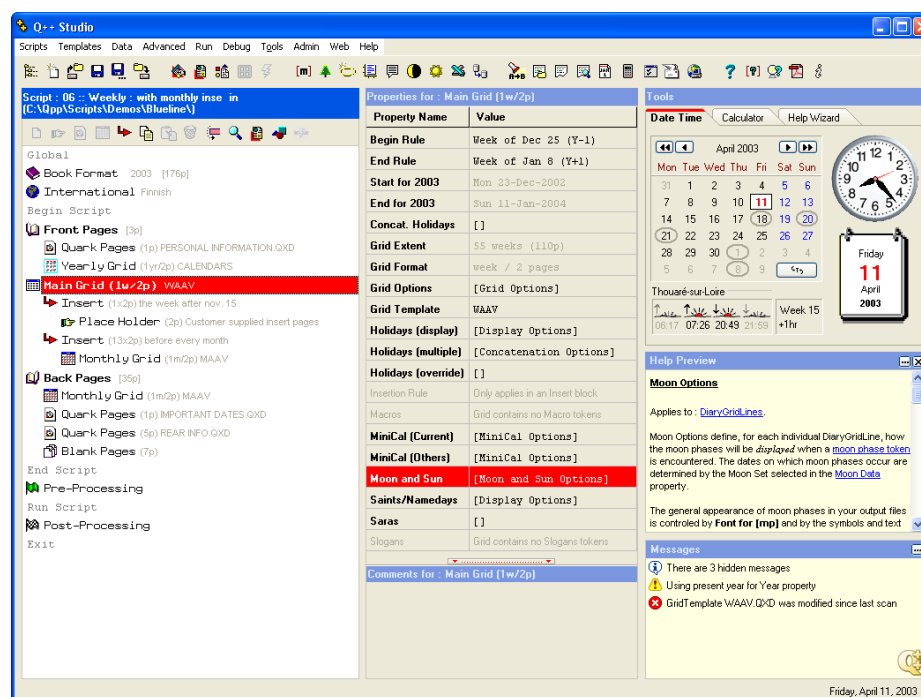 Q++ Studio
Scripts Templates Data Advanced Run Debug Tools Admin Web Help
Script : 06 :: Weekly : with monthly inse in
(C:\Qpp\Scripts\Demos\Blueline\)
Global
Book Format 2003 [176p]
International Finnish
Begin Script
Front Pages [3p]
Quark Pages (1p) PERSONAL INFORMATION.QXD
Yearly Grid (1yr/2p) CALENDARS
Main Grid (1w/2p) WAAV
Insert (1x2p) the week after nov. 15
Place Holder (2p) Customer supplied insert pages
Insert (13x2p) before every month
Monthly Grid (1m/2p) MAAV
Back Pages [35p]
Monthly Grid (1m/2p) MAAV
Quark Pages (1p) IMPORTANT DATES.QXD
Quark Pages (5p) REAR INFO.QXD
Blank Pages (7p)
End Script
Pre-Processing
Run Script
Post-Processing
Exit
Properties for : Main Grid (1w/2p)
Property Name Value
Begin Rule Week of Dec 25 (Y-1)
End Rule Week of Jan 8 (Y+1)
Start for 2003 Mon 23-Dec-2002
End for 2003 Sun 11-Jan-2004
Concat. Holidays []
Grid Extent 55 weeks (110p)
Grid Format week / 2 pages
Grid Options [Grid Options]
Grid Template WAAV
Holidays (display) [Display Options]
Holidays (multiple) [Concatenation Options]
Holidays (override) []
Insertion Rule Only applies in an Insert block
Macros Grid contains no Macro tokens
MiniCal (Current) [MiniCal Options]
MiniCal (Others) [MiniCal Options]
Moon and Sun [Moon and Sun Options]
Saints/Namedays [Display Options]
Saras []
Slogans Grid contains no Slogans tokens
Comments for : Main Grid (1w/2p)
Tools
Date Time Calculator Help Wizard
April 2003
Mon Tue Wed Thu Fri Sat Sun
31 1 2 3 4 5 6
7 8 9 10 11 12 13
14 15 16 17 18 19 20
21 22 23 24 25 26 27
28 29 30 1 2 3 4
5 6 7 8 9
Thouaré-sur-Loire
06:17 07:26 20:49 21:59
Week 15
+1hr
12 1 2 3 4 5 6 7 8 9 10 11
Friday
11
April
2003
Help Preview
Moon Options
Applies to : DiaryGridLines.
Moon Options define, for each individual DiaryGridLine, how
the moon phases will be displayed when a moon phase token
is encountered. The dates on which moon phases occur are
determined by the Moon Set selected in the Moon Data
property.
The general appearance of moon phases in your output files
is controled by Font for [mp] and by the symbols and text
Messages
There are 3 hidden messages
Using present year for Year property
GridTemplate WAAV.QXD was modified since last scan
Friday, April 11, 2003